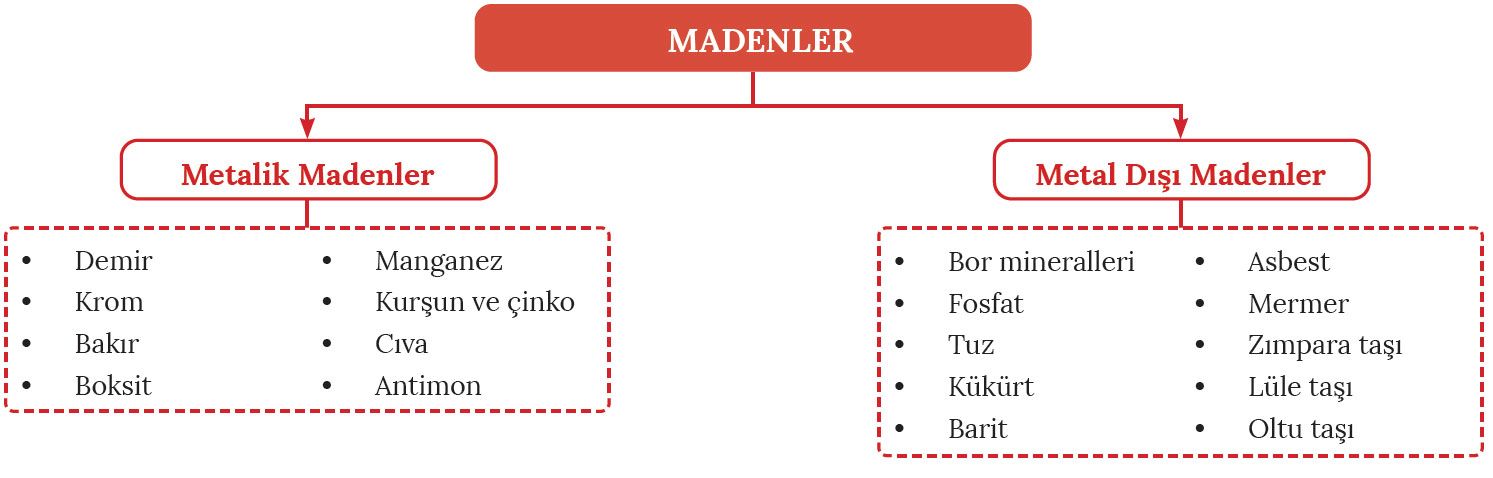 MADENLER
Metalik Madenler
• Demir
• Krom
• Bakır
• Boksit
• Manganez
• Kurşun ve çinko
• Cıva
• Antimon
Metal Dışı Madenler
• Bor mineralleri
• Fosfat
• Tuz
• Kükürt
• Barit
• Asbest
• Mermer
• Zımpara taşı
• Lüle taşı
• Oltu taşı